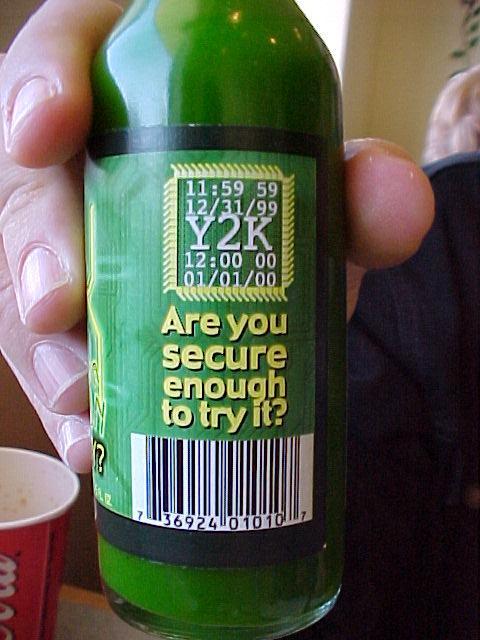 11:59 59
12/31/99
Y2K
12:00 00
01/01/00
Are you
secure
enough
to try it?
7 36924 01010 7
Y?